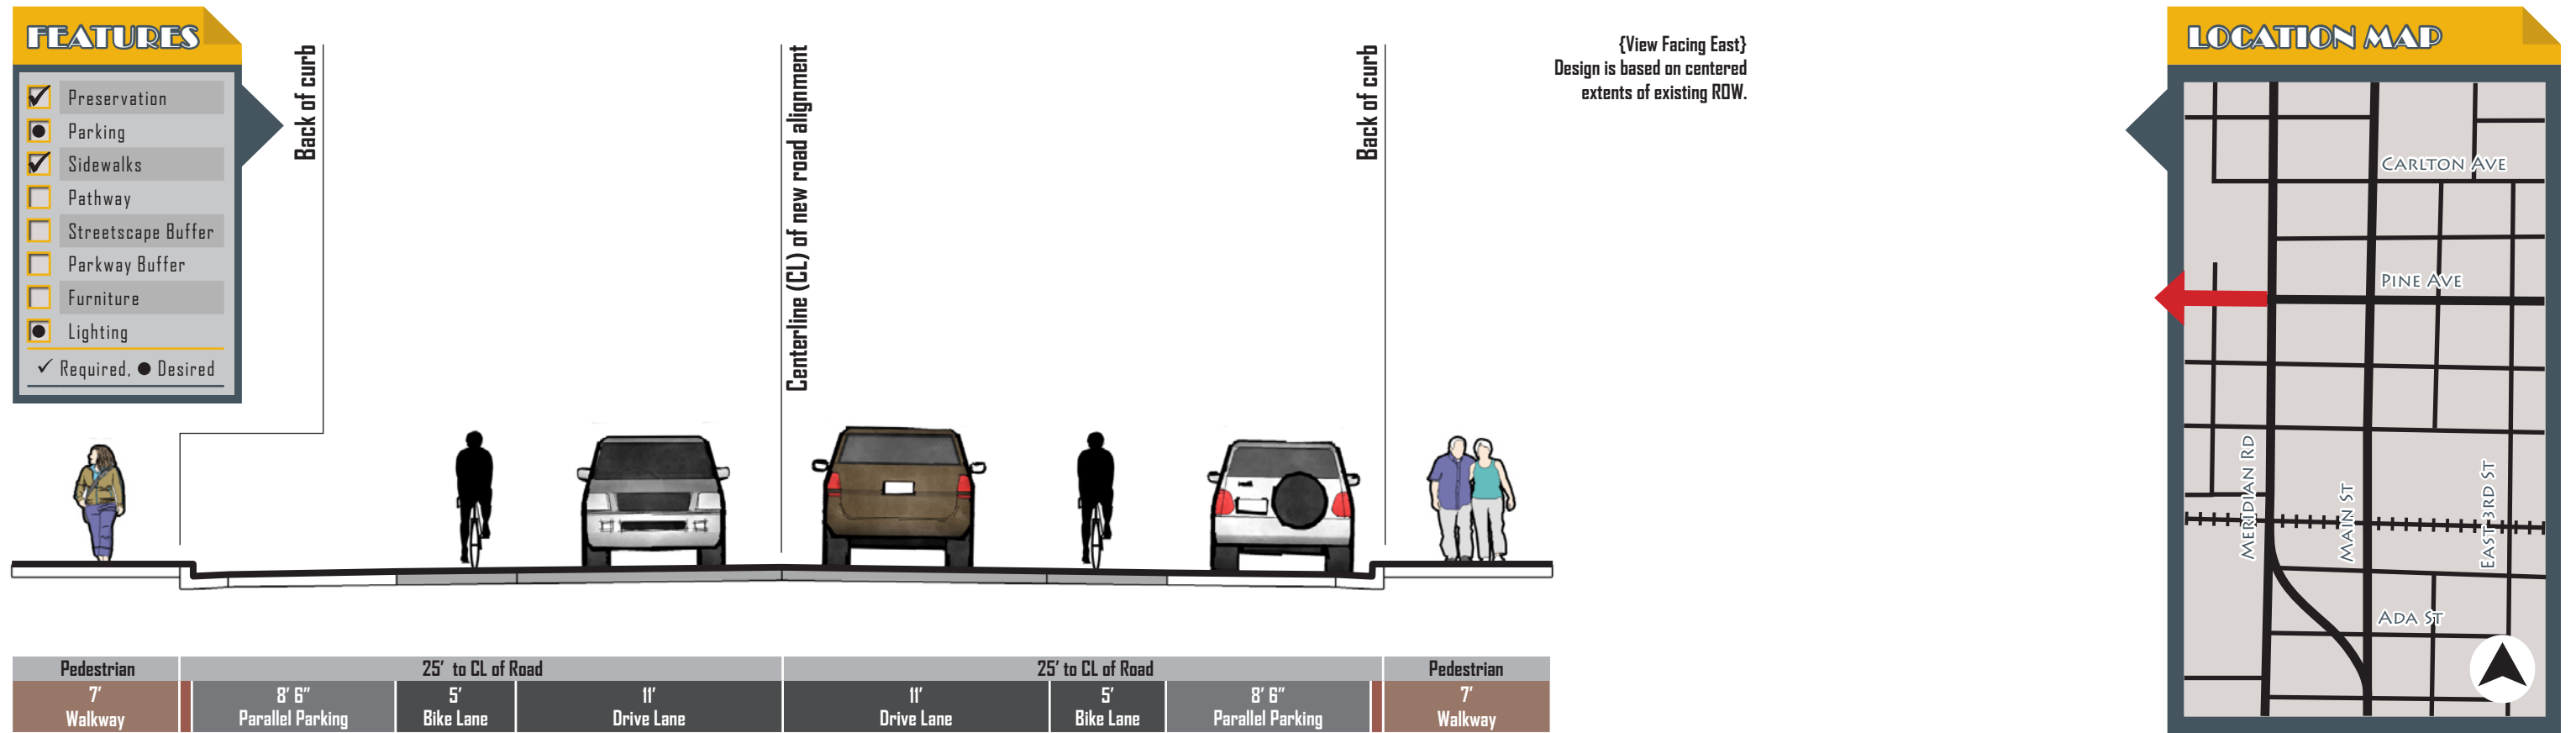 FEATURES
Preservation
Parking
Sidewalks
Pathway
Streetscape Buffer
Parkway Buffer
Furniture
Lighting
✓ Required, ● Desired
Back of curb
Centerline (CL) of new road alignment
Back of curb
{View Facing East}
Design is based on centered
extents of existing ROW.
Pedestrian
25' to CL of Road
25' to CL of Road
Pedestrian
7'
Walkway
8' 6"
Parallel Parking
5'
Bike Lane
11'
Drive Lane
11'
Drive Lane
5'
Bike Lane
8' 6"
Parallel Parking
7'
Walkway
LOCATION MAP
CARLTON AVE
PINE AVE
MERIDIAN RD
MAIN ST
EAST 3RD ST
ADA ST